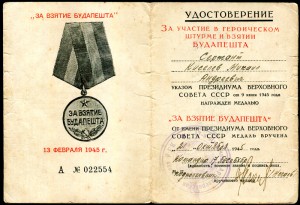 „ЗА ВЗЯТИЕ БУДАПЕШТА"
ЗА ВЗЯТИЕ
БУДАПЕШТА
13 ФЕВРАЛЯ 1945 г.
А № 022554
УДОСТОВЕРЕНИЕ
ЗА УЧАСТИЕ В ГЕРОИЧЕСКОМ
ШТУРМЕ И ВЗЯТИИ
БУДАПЕШТА
Андреевич
УКАЗОМ ПРЕЗИДИУМА ВЕРХОВНОГО
СОВЕТА СССР от 9 июня 1945 года
НАГРАЖДЕН МЕДАЛЬЮ
„ЗА ВЗЯТИЕ БУДАПЕШТА"
ОТ ИМЕНИ ПРЕЗИДИУМА ВЕРХОВНОГО
СОВЕТА СССР МЕДАЛЬ ВРУЧЕНА